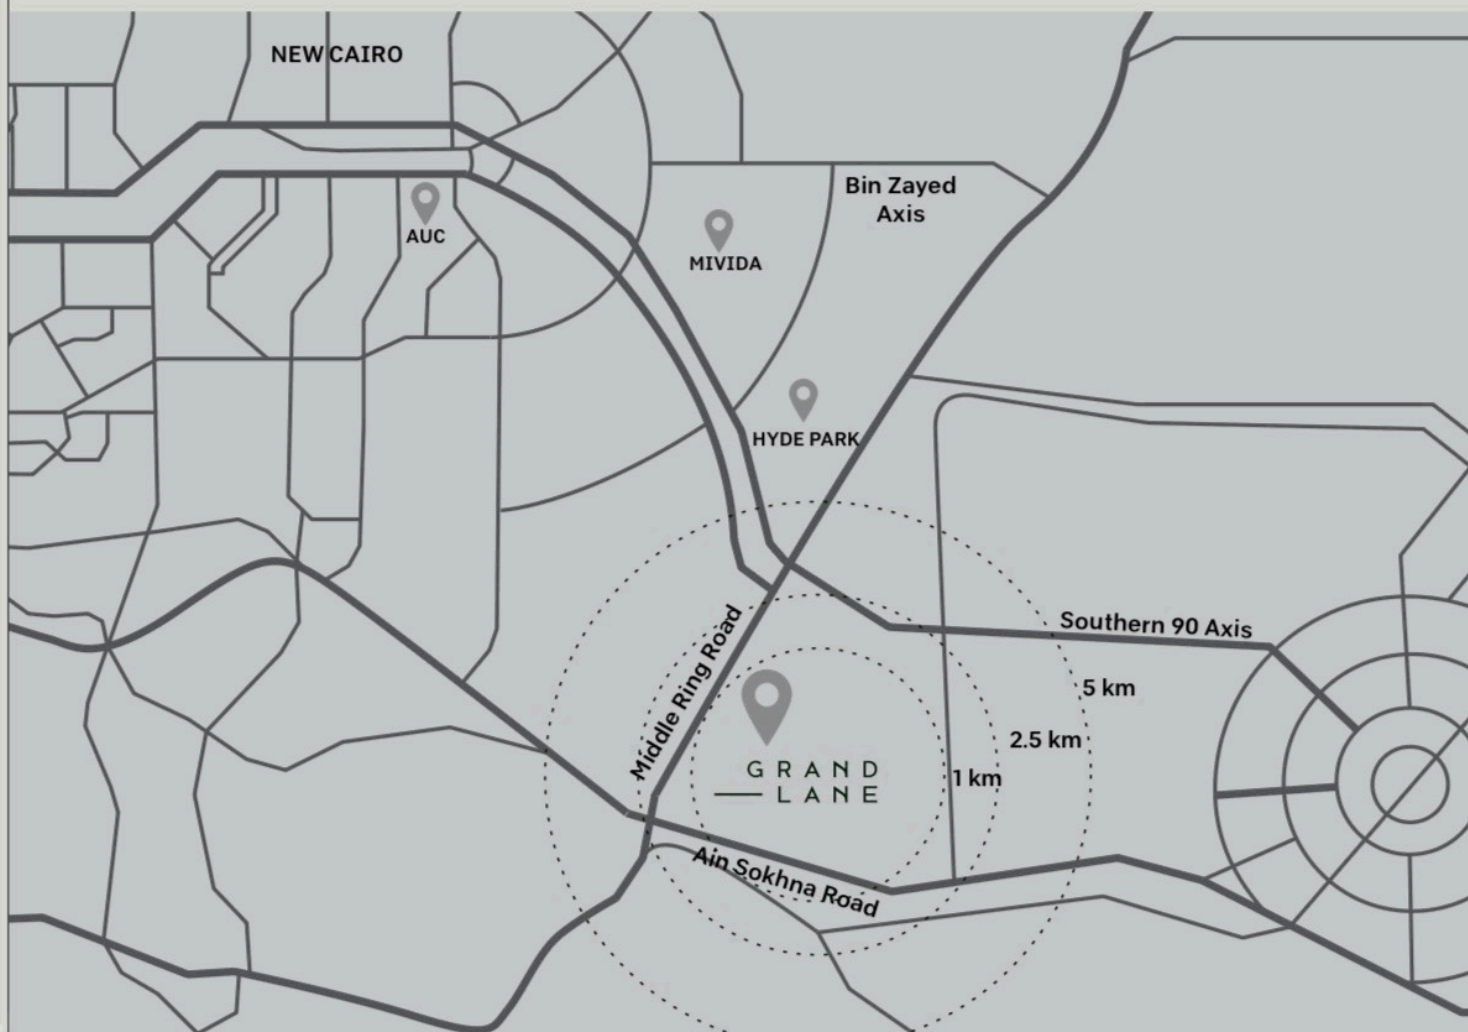 NEW CAIRO
Bin Zayed
Axis
AUC
MIVIDA
HYDE PARK
Middle Ring Road
Southern 90 Axis
5 km
2.5 km
1 km
GRAND
LANE
Ain Sokhna Road